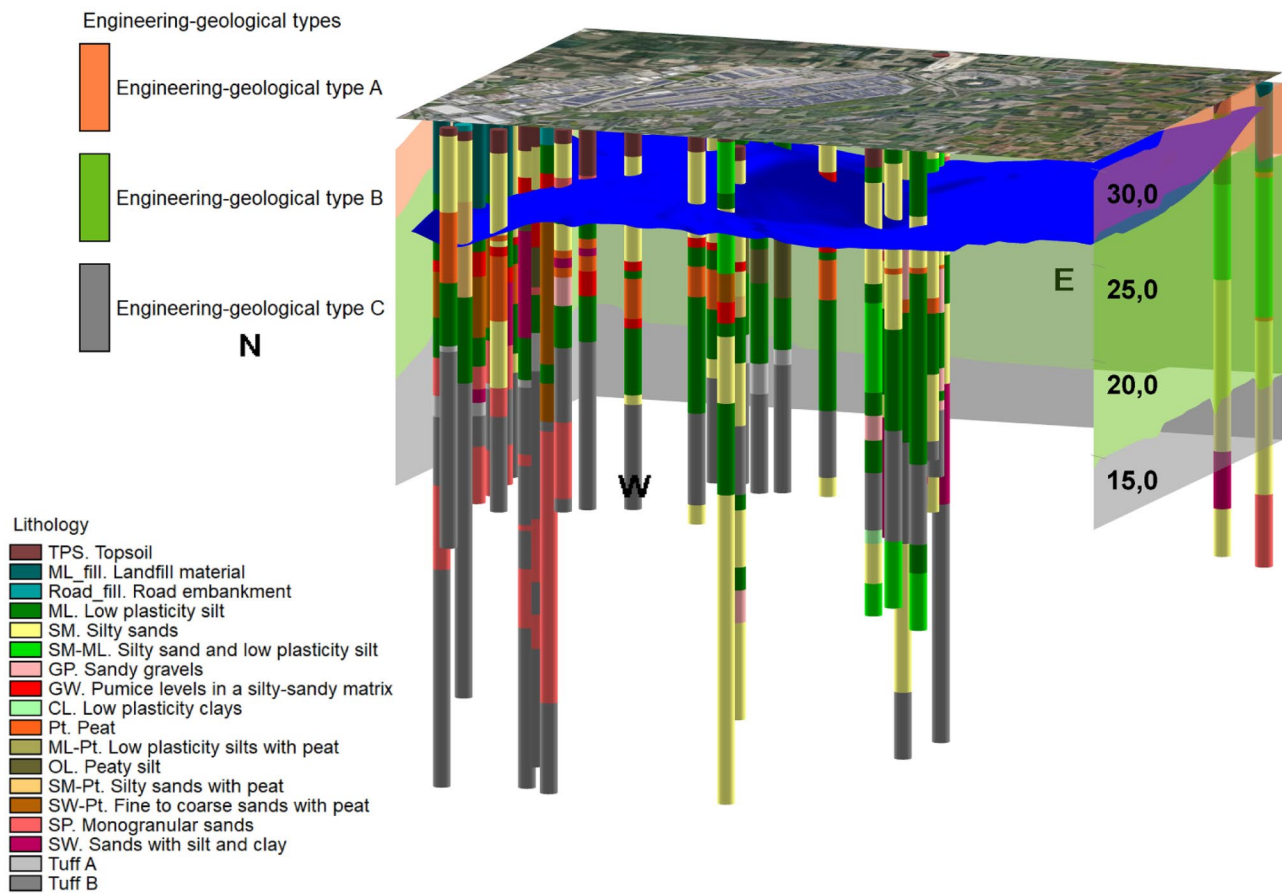 Engineering-geological types
Engineering-geological type A
Engineering-geological type B
Engineering-geological type C
N
E
W
30,0
25,0
20,0
15,0
Lithology
TPS. Topsoil
ML_fill. Landfill material
Road_fill. Road embankment
ML. Low plasticity silt
SM. Silty sands
SM-ML. Silty sand and low plasticity silt
GP. Sandy gravels
GW. Pumice levels in a silty-sandy matrix
CL. Low plasticity clays
Pt. Peat
ML-Pt. Low plasticity silts with peat
OL. Peaty silt
SM-Pt. Silty sands with peat
SW-Pt. Fine to coarse sands with peat
SP. Monogranular sands
SW. Sands with silt and clay
Tuff A
Tuff B